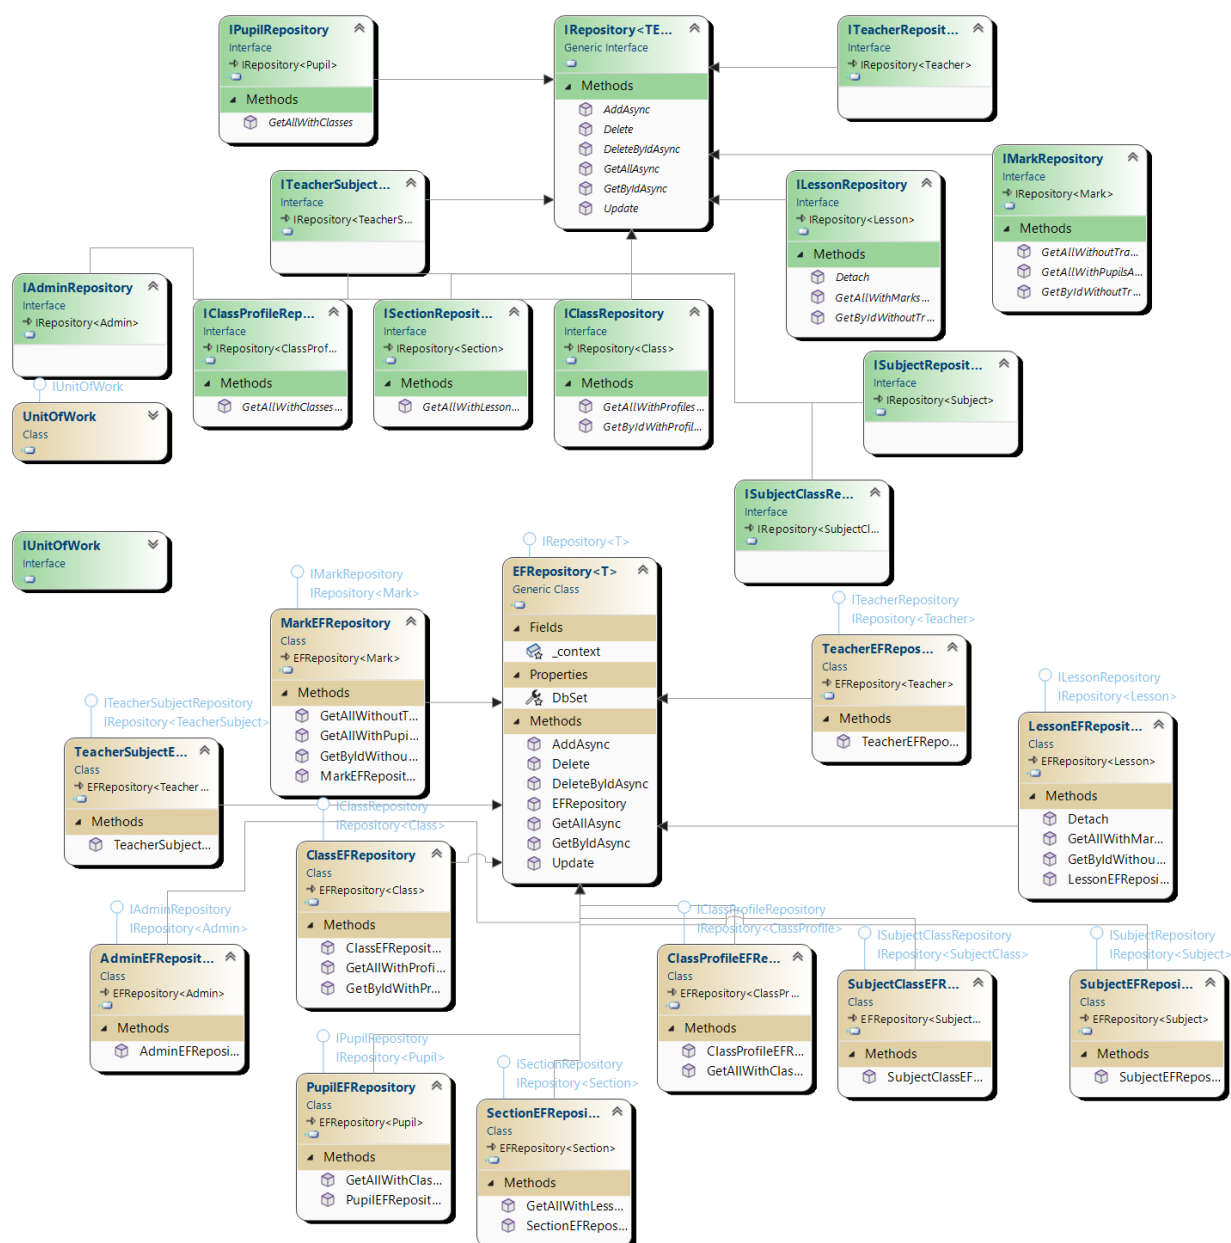 IPupilRepository
Interface
IRepository<Pupil>
Methods
GetAllWithClasses
IRepository<TE...
Generic Interface
Methods
AddAsync
Delete
DeleteByIdAsync
GetAllAsync
GetByIdAsync
Update
ITeacherReposit...
Interface
IRepository<Teacher>
ITeacherSubject...
Interface
IRepository<TeacherS...
ILessonRepository
Interface
IRepository<Lesson>
Methods
Detach
GetAllWithMarks...
GetByIdWithoutTr...
IMarkRepository
Interface
IRepository<Mark>
Methods
GetAllWithoutTra...
GetAllWithPupilsA...
GetByIdWithoutTr...
IAdminRepository
Interface
IRepository<Admin>
IClassProfileRep...
Interface
IRepository<ClassProf...
Methods
GetAllWithClasses...
ISectionReposit...
Interface
IRepository<Section>
Methods
GetAllWithLesson...
IClassRepository
Interface
IRepository<Class>
Methods
GetAllWithProfiles...
GetByIdWithProfil...
ISubjectReposit...
Interface
IRepository<Subject>
IUnitOfWork
UnitOfWork
Class
ISubjectClassRe...
Interface
IRepository<SubjectCl...
IUnitOfWork
Interface
IRepository<T>
EFRepository<T>
Generic Class
Fields
_context
Properties
DbSet
Methods
AddAsync
Delete
DeleteByIdAsync
EFRepository
GetAllAsync
GetByIdAsync
Update
IMarkRepository
IRepository<Mark>
MarkEFRepository
Class
EFRepository<Mark>
Methods
GetAllWithoutT...
GetAllWithPupi...
GetByIdWithou...
MarkEFReposit...
ITeacherRepository
IRepository<Teacher>
TeacherEFRepos...
Class
EFRepository<Teacher>
Methods
TeacherEFRepo...
ILessonRepository
IRepository<Lesson>
LessonEFReposit...
Class
EFRepository<Lesson>
Methods
Detach
GetAllWithMar...
GetByIdWithou...
LessonEFReposi...
ITeacherSubjectRepository
IRepository<TeacherSubject>
TeacherSubjectE...
Class
EFRepository<Teacher...
Methods
TeacherSubject...
IClassRepository
IRepository<Class>
ClassEFRepository
Class
EFRepository<Class>
Methods
ClassEFReposit...
GetAllWithProfi...
GetByIdWithPr...
IAdminRepository
IRepository<Admin>
AdminEFReposit...
Class
EFRepository<Admin>
Methods
AdminEFReposi...
IClassProfileRepository
IRepository<ClassProfile>
ClassProfileEFRe...
Class
EFRepository<ClassPr...
Methods
ClassProfileEFR...
GetAllWithClas...
ISubjectClassRepository
IRepository<SubjectClass>
SubjectClassEFR...
Class
EFRepository<Subject...
Methods
SubjectClassEF...
ISubjectRepository
IRepository<Subject>
SubjectEFReposi...
Class
EFRepository<Subject>
Methods
SubjectEFRepos...
IPupilRepository
IRepository<Pupil>
PupilEFRepository
Class
EFRepository<Pupil>
Methods
GetAllWithClas...
PupilEFReposit...
ISectionRepository
IRepository<Section>
SectionEFReposi...
Class
EFRepository<Section>
Methods
GetAllWithLess...
SectionEFRepos...